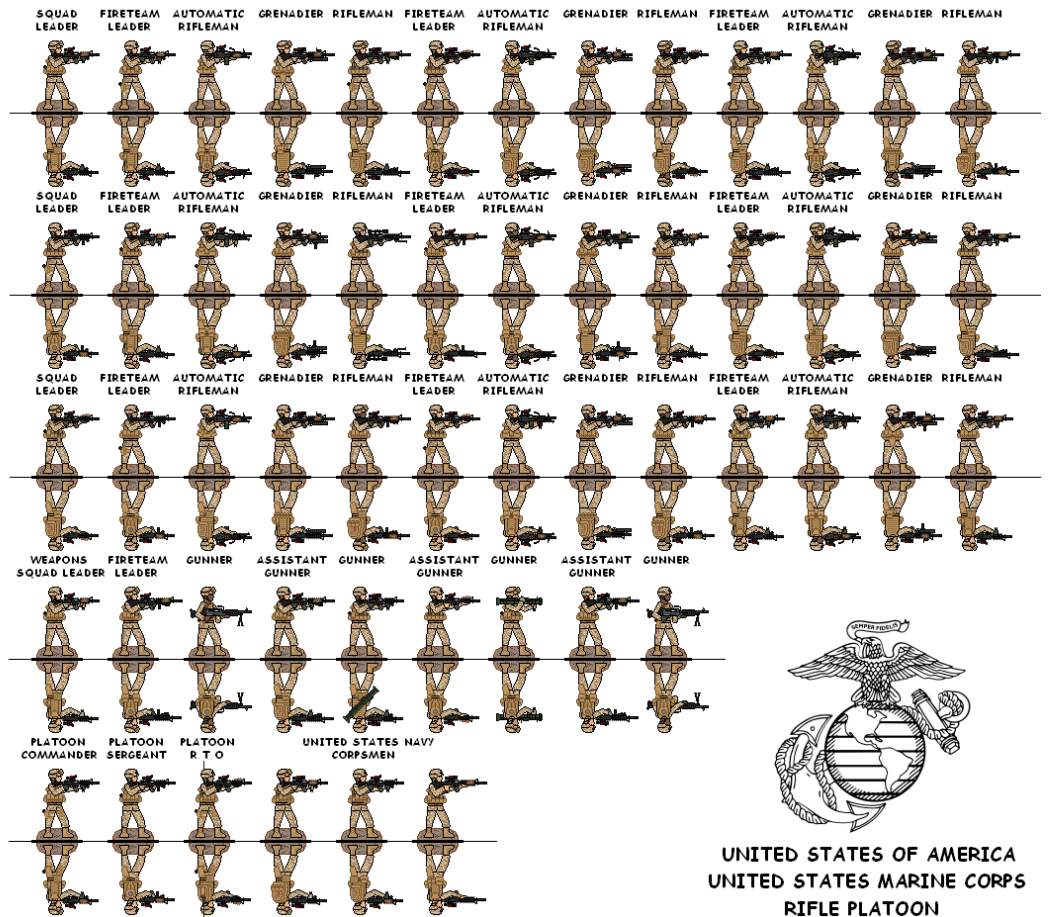 SQUAD FIRETEAM AUTOMATIC GRENADIER RIFLEMAN FIRETEAM AUTOMATIC GRENADIER RIFLEMAN FIRETEAM AUTOMATIC GRENADIER RIFLEMAN
LEADER LEADER RIFLEMAN LEADER RIFLEMAN LEADER RIFLEMAN
SQUAD FIRETEAM AUTOMATIC GRENADIER RIFLEMAN FIRETEAM AUTOMATIC GRENADIER RIFLEMAN FIRETEAM AUTOMATIC GRENADIER RIFLEMAN
LEADER LEADER RIFLEMAN LEADER RIFLEMAN LEADER RIFLEMAN
SQUAD FIRETEAM AUTOMATIC GRENADIER RIFLEMAN FIRETEAM AUTOMATIC GRENADIER RIFLEMAN FIRETEAM AUTOMATIC GRENADIER RIFLEMAN
LEADER LEADER RIFLEMAN LEADER RIFLEMAN LEADER RIFLEMAN
WEAPONS FIRETEAM GUNNER ASSISTANT GUNNER ASSISTANT GUNNER ASSISTANT GUNNER
SQUAD LEADER LEADER GUNNER GUNNER GUNNER
PLATOON PLATOON PLATOON UNITED STATES NAVY
COMMANDER SERGEANT R.T.O CORPSMEN
SEMPER FIDELIS
UNITED STATES OF AMERICA
UNITED STATES MARINE CORPS
RIFLE PLATOON